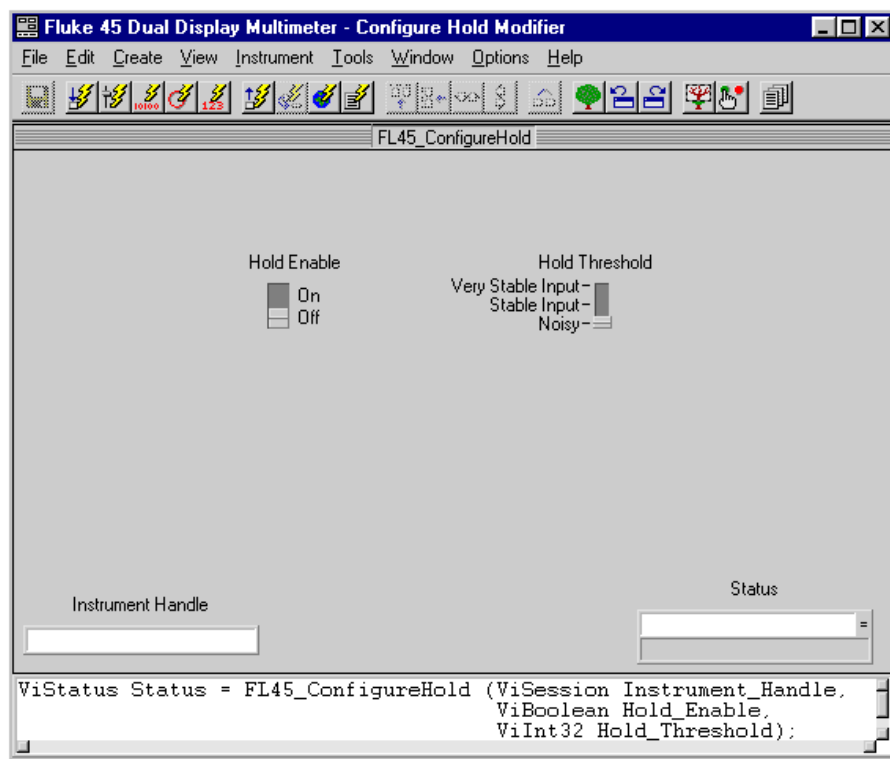 Fluke 45 Dual Display Multimeter - Configure Hold Modifier
File Edit Create View Instrument Tools Window Options Help
10100 123
FL45_ConfigureHold
Hold Enable
On
Off
Hold Threshold
Very Stable Input
Stable Input
Noisy
Instrument Handle
Status
=
ViStatus Status = FL45_ConfigureHold (ViSession Instrument_Handle,
ViBoolean Hold_Enable,
ViInt32 Hold_Threshold);